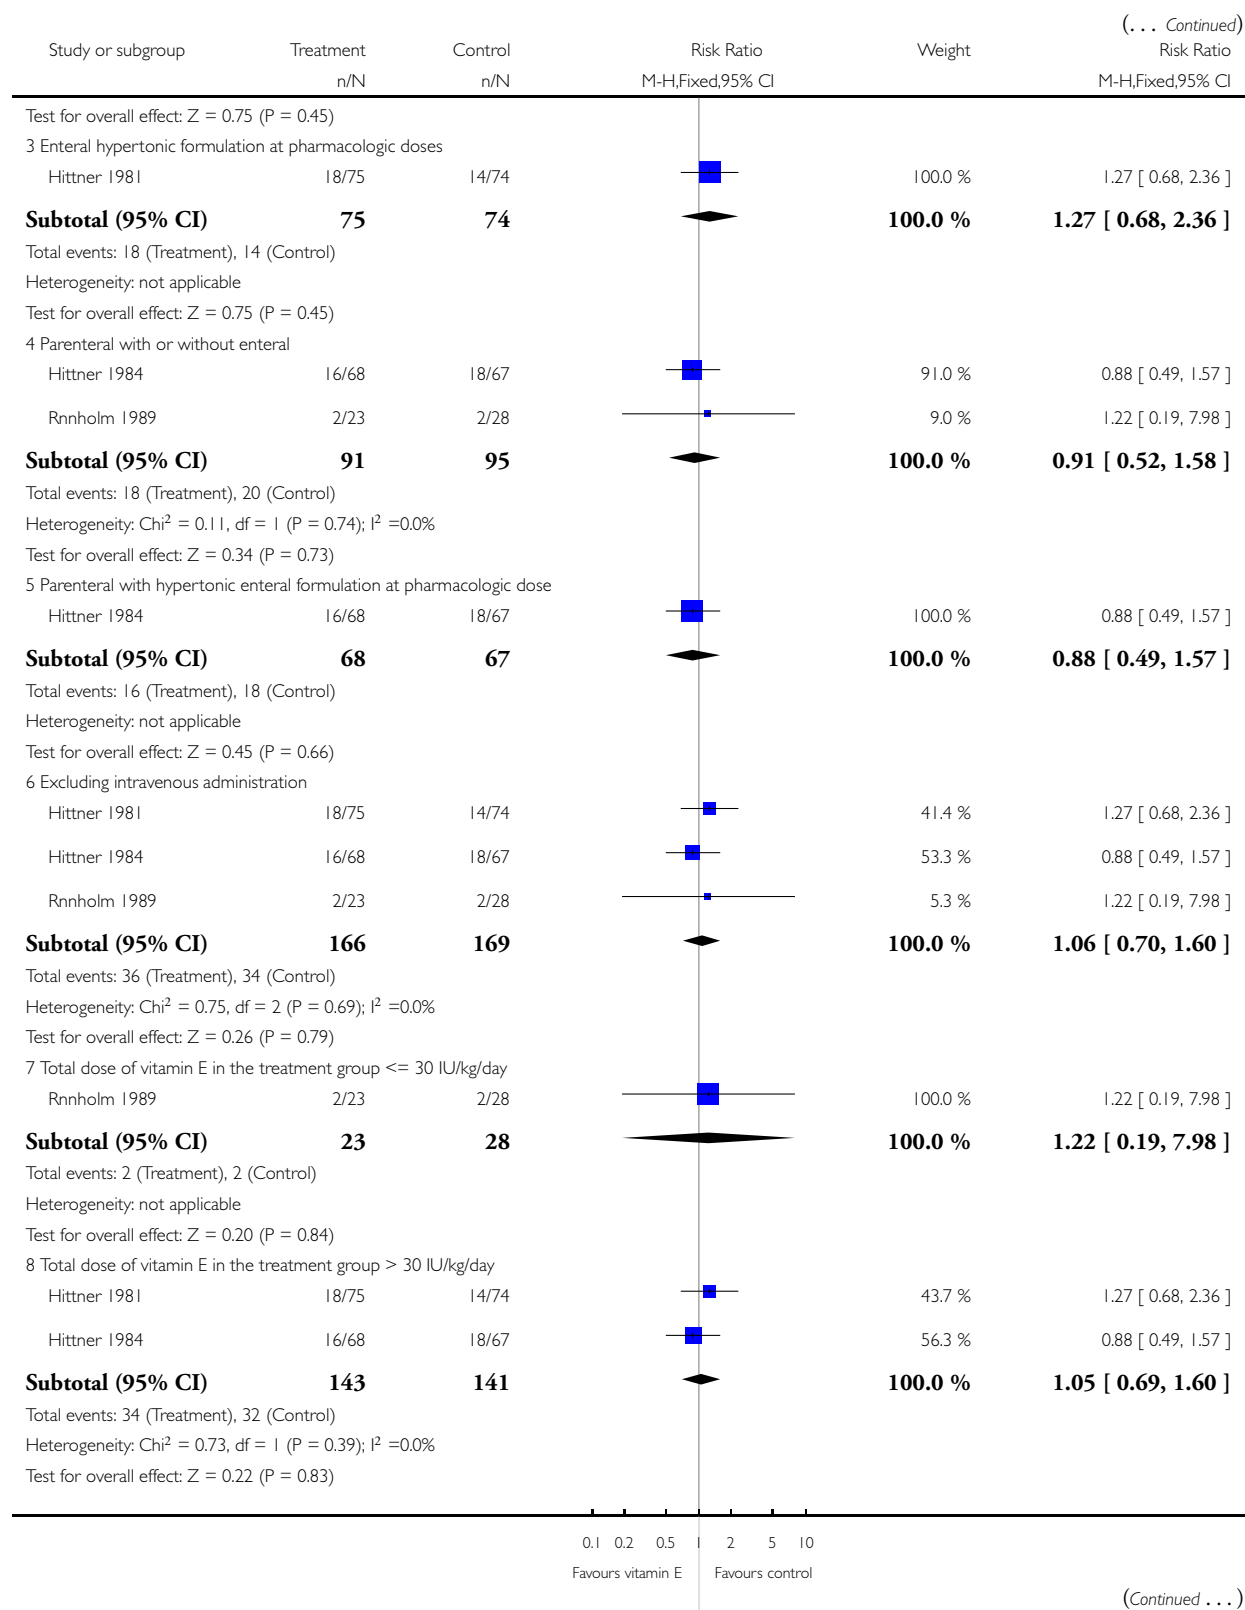 (... Continued)
Study or subgroup Treatment Control Risk Ratio Weight Risk Ratio
n/N n/N M-H,Fixed,95% CI M-H,Fixed,95% CI
Test for overall effect: Z = 0.75 (P = 0.45)
3 Enteral hypertonic formulation at pharmacologic doses
Hittner 1981 18/75 14/74 100.0 % 1.27 [ 0.68, 2.36 ]
Subtotal (95% CI) 75 74 100.0 % 1.27 [ 0.68, 2.36 ]
Total events: 18 (Treatment), 14 (Control)
Heterogeneity: not applicable
Test for overall effect: Z = 0.75 (P = 0.45)
4 Parenteral with or without enteral
Hittner 1984 16/68 18/67 91.0 % 0.88 [ 0.49, 1.57 ]
Rnnholm 1989 2/23 2/28 9.0 % 1.22 [ 0.19, 7.98 ]
Subtotal (95% CI) 91 95 100.0 % 0.91 [ 0.52, 1.58 ]
Total events: 18 (Treatment), 20 (Control)
Heterogeneity: Chi² = 0.11, df = 1 (P = 0.74); I² =0.0%
Test for overall effect: Z = 0.34 (P = 0.73)
5 Parenteral with hypertonic enteral formulation at pharmacologic dose
Hittner 1984 16/68 18/67 100.0 % 0.88 [ 0.49, 1.57 ]
Subtotal (95% CI) 68 67 100.0 % 0.88 [ 0.49, 1.57 ]
Total events: 16 (Treatment), 18 (Control)
Heterogeneity: not applicable
Test for overall effect: Z = 0.45 (P = 0.66)
6 Excluding intravenous administration
Hittner 1981 18/75 14/74 41.4 % 1.27 [ 0.68, 2.36 ]
Hittner 1984 16/68 18/67 53.3 % 0.88 [ 0.49, 1.57 ]
Rnnholm 1989 2/23 2/28 5.3 % 1.22 [ 0.19, 7.98 ]
Subtotal (95% CI) 166 169 100.0 % 1.06 [ 0.70, 1.60 ]
Total events: 36 (Treatment), 34 (Control)
Heterogeneity: Chi² = 0.75, df = 2 (P = 0.69); I² =0.0%
Test for overall effect: Z = 0.26 (P = 0.79)
7 Total dose of vitamin E in the treatment group <= 30 IU/kg/day
Rnnholm 1989 2/23 2/28 100.0 % 1.22 [ 0.19, 7.98 ]
Subtotal (95% CI) 23 28 100.0 % 1.22 [ 0.19, 7.98 ]
Total events: 2 (Treatment), 2 (Control)
Heterogeneity: not applicable
Test for overall effect: Z = 0.20 (P = 0.84)
8 Total dose of vitamin E in the treatment group > 30 IU/kg/day
Hittner 1981 18/75 14/74 43.7 % 1.27 [ 0.68, 2.36 ]
Hittner 1984 16/68 18/67 56.3 % 0.88 [ 0.49, 1.57 ]
Subtotal (95% CI) 143 141 100.0 % 1.05 [ 0.69, 1.60 ]
Total events: 34 (Treatment), 32 (Control)
Heterogeneity: Chi² = 0.73, df = 1 (P = 0.39); I² =0.0%
Test for overall effect: Z = 0.22 (P = 0.83)
0.1 0.2 0.5 1 2 5 10
Favours vitamin E Favours control
(Continued ...)